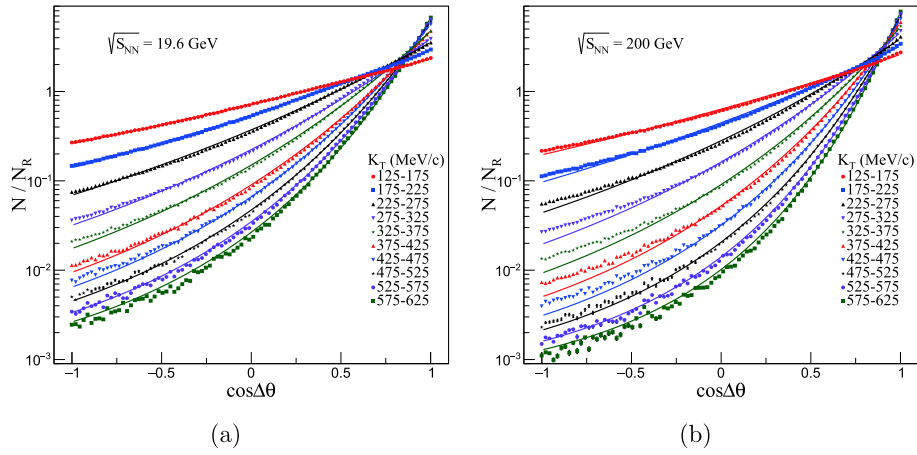 √S_NN = 19.6 GeV
N / N_R
1
10^−1
10^−2
10^−3
K_T (MeV/c)
125-175
175-225
225-275
275-325
325-375
375-425
425-475
475-525
525-575
575-625
−1 −0.5 0 0.5 1
cosΔθ
(a)
√S_NN = 200 GeV
N / N_R
1
10^−1
10^−2
10^−3
K_T (MeV/c)
125-175
175-225
225-275
275-325
325-375
375-425
425-475
475-525
525-575
575-625
−1 −0.5 0 0.5 1
cosΔθ
(b)